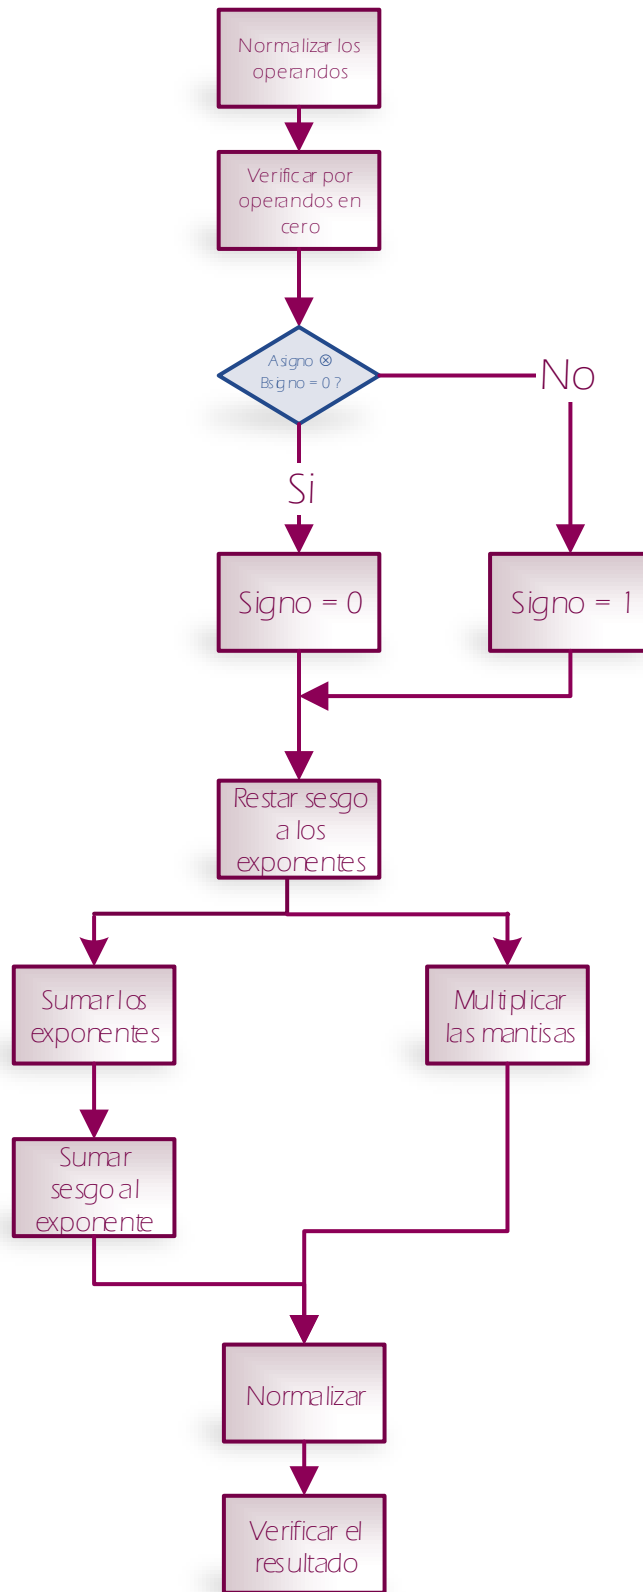 Normalizar los
operandos
Verificar por
operandos en
cero
Asigno ⊗
Bsigno = 0 ?
No
Si
Signo = 0
Signo = 1
Restar sesgo
a los
exponentes
Sumar los
exponentes
Multiplicar
las mantisas
Sumar
sesgo al
exponente
Normalizar
Verificar el
resultado